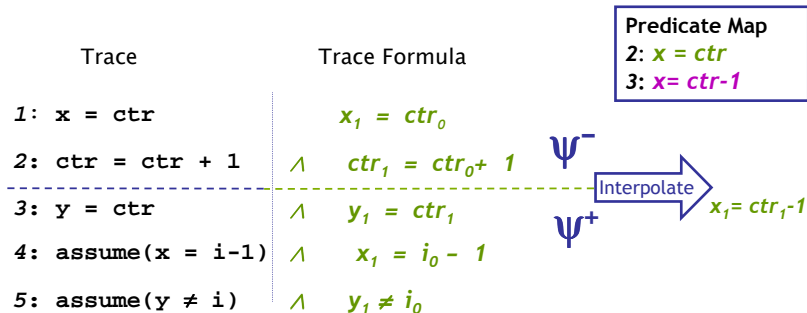 Predicate Map
2: x = ctr
3: x= ctr-1
Trace Trace Formula
1: x = ctr x₁ = ctr₀
2: ctr = ctr + 1 ∧ ctr₁ = ctr₀+ 1
Ψ⁻
Interpolate
x₁= ctr₁-1
3: y = ctr ∧ y₁ = ctr₁
Ψ⁺
4: assume(x = i-1) ∧ x₁ = i₀ – 1
5: assume(y ≠ i) ∧ y₁ ≠ i₀